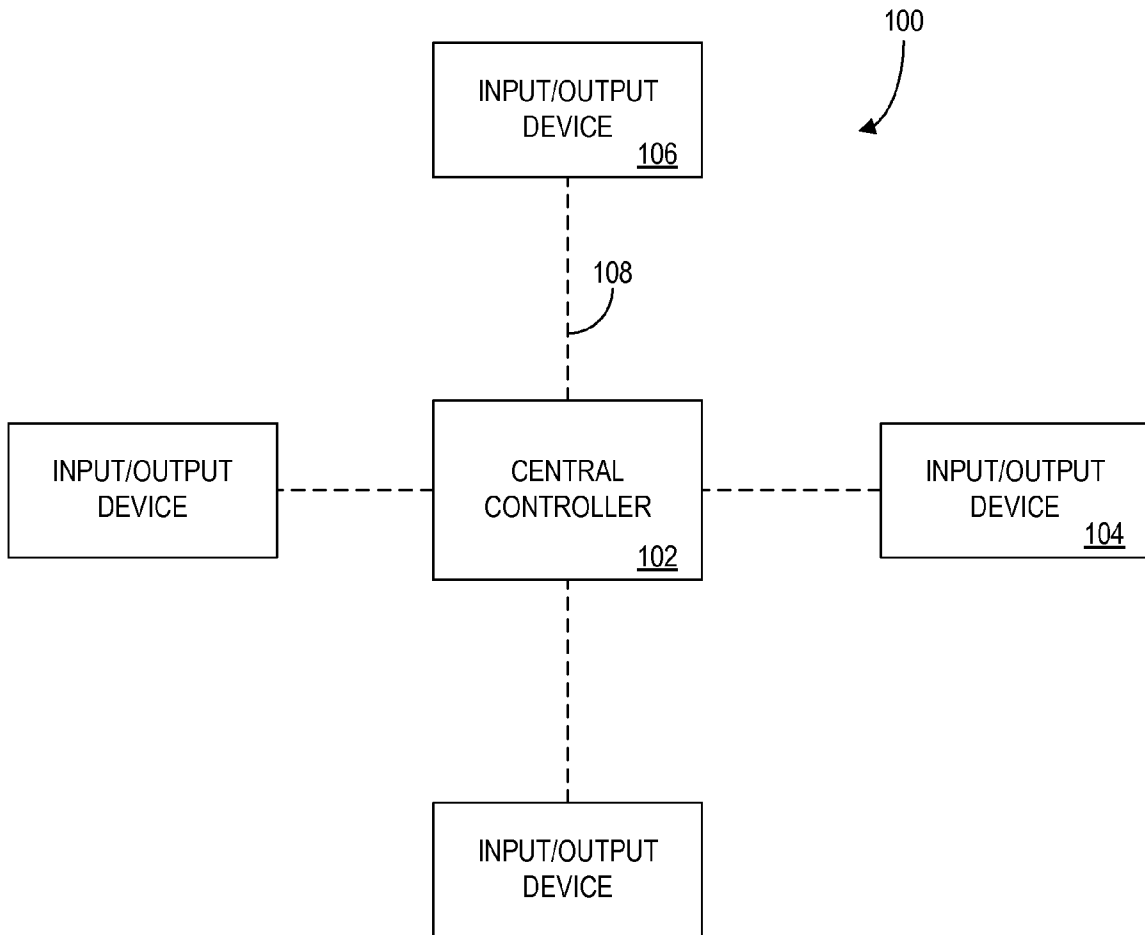 100
INPUT/OUTPUT
DEVICE
106
108
INPUT/OUTPUT
DEVICE
CENTRAL
CONTROLLER
102
INPUT/OUTPUT
DEVICE
104
INPUT/OUTPUT
DEVICE